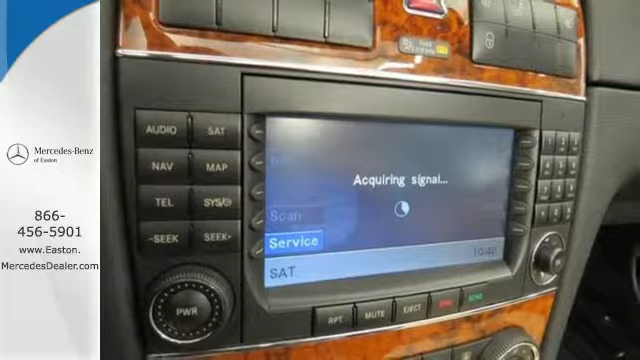 Mercedes-Benz
of Easton
866-
456-5901
www.Easton.
MercedesDealer.com
AUDIO
SAT
NAV
MAP
TEL
SYS/
-SEEK
SEEK+
PWR
Acquiring signal...
Scan
Service
SAT
10:42
RPT
MUTE
EJECT
END
SEND